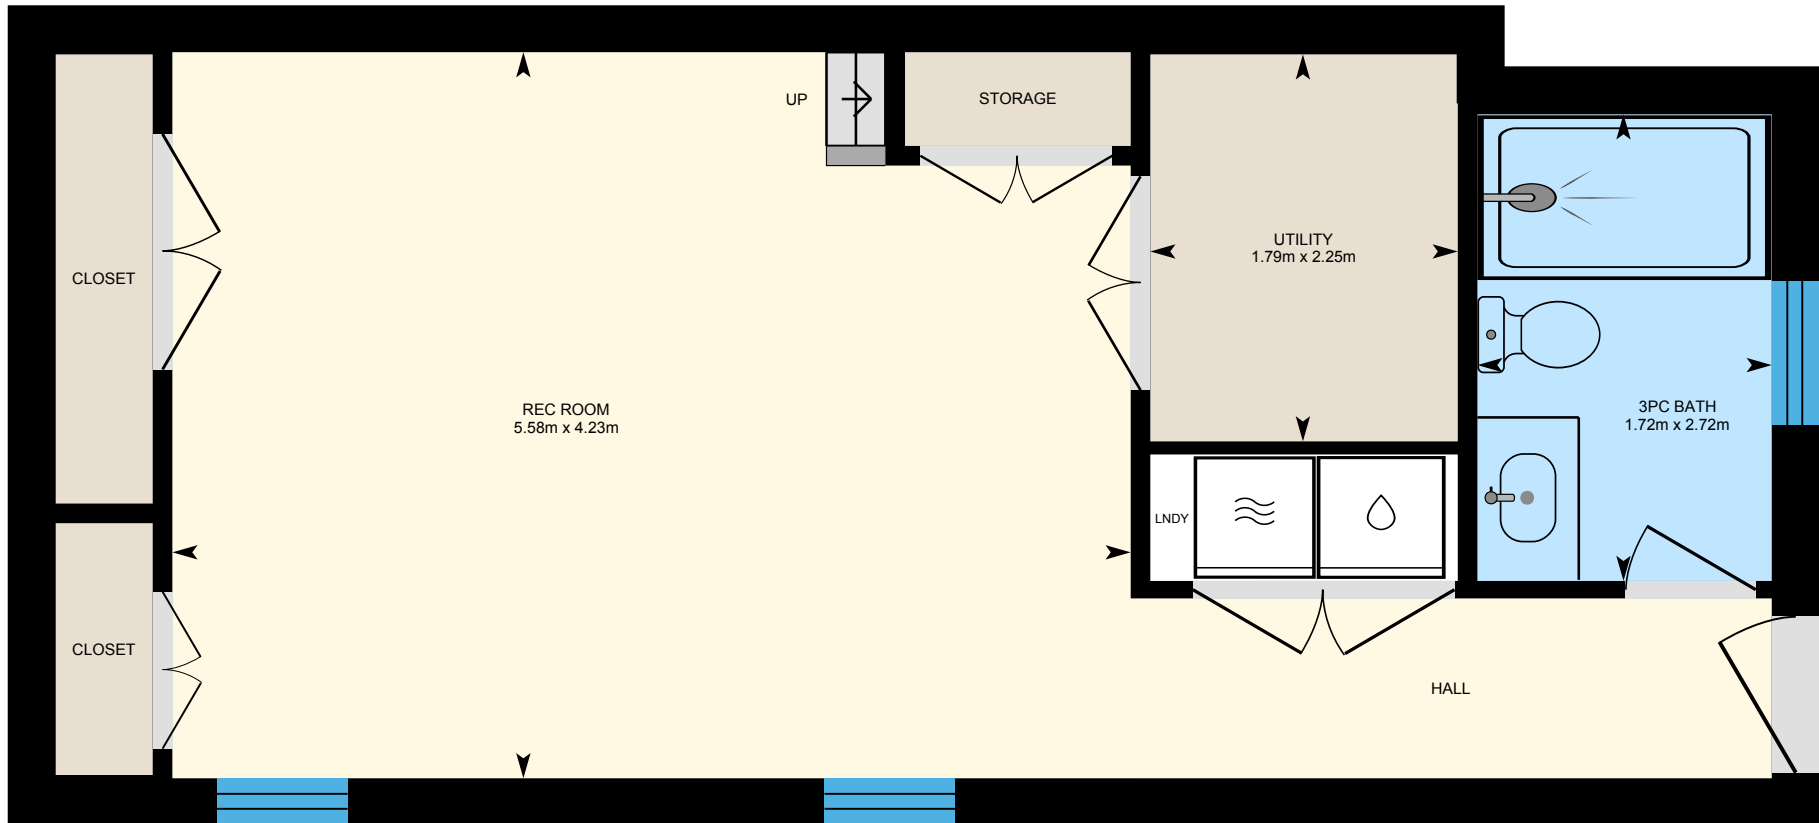 UP
STORAGE
UTILITY
1.79m x 2.25m
CLOSET
REC ROOM
5.58m x 4.23m
3PC BATH
1.72m x 2.72m
LNDY
CLOSET
HALL